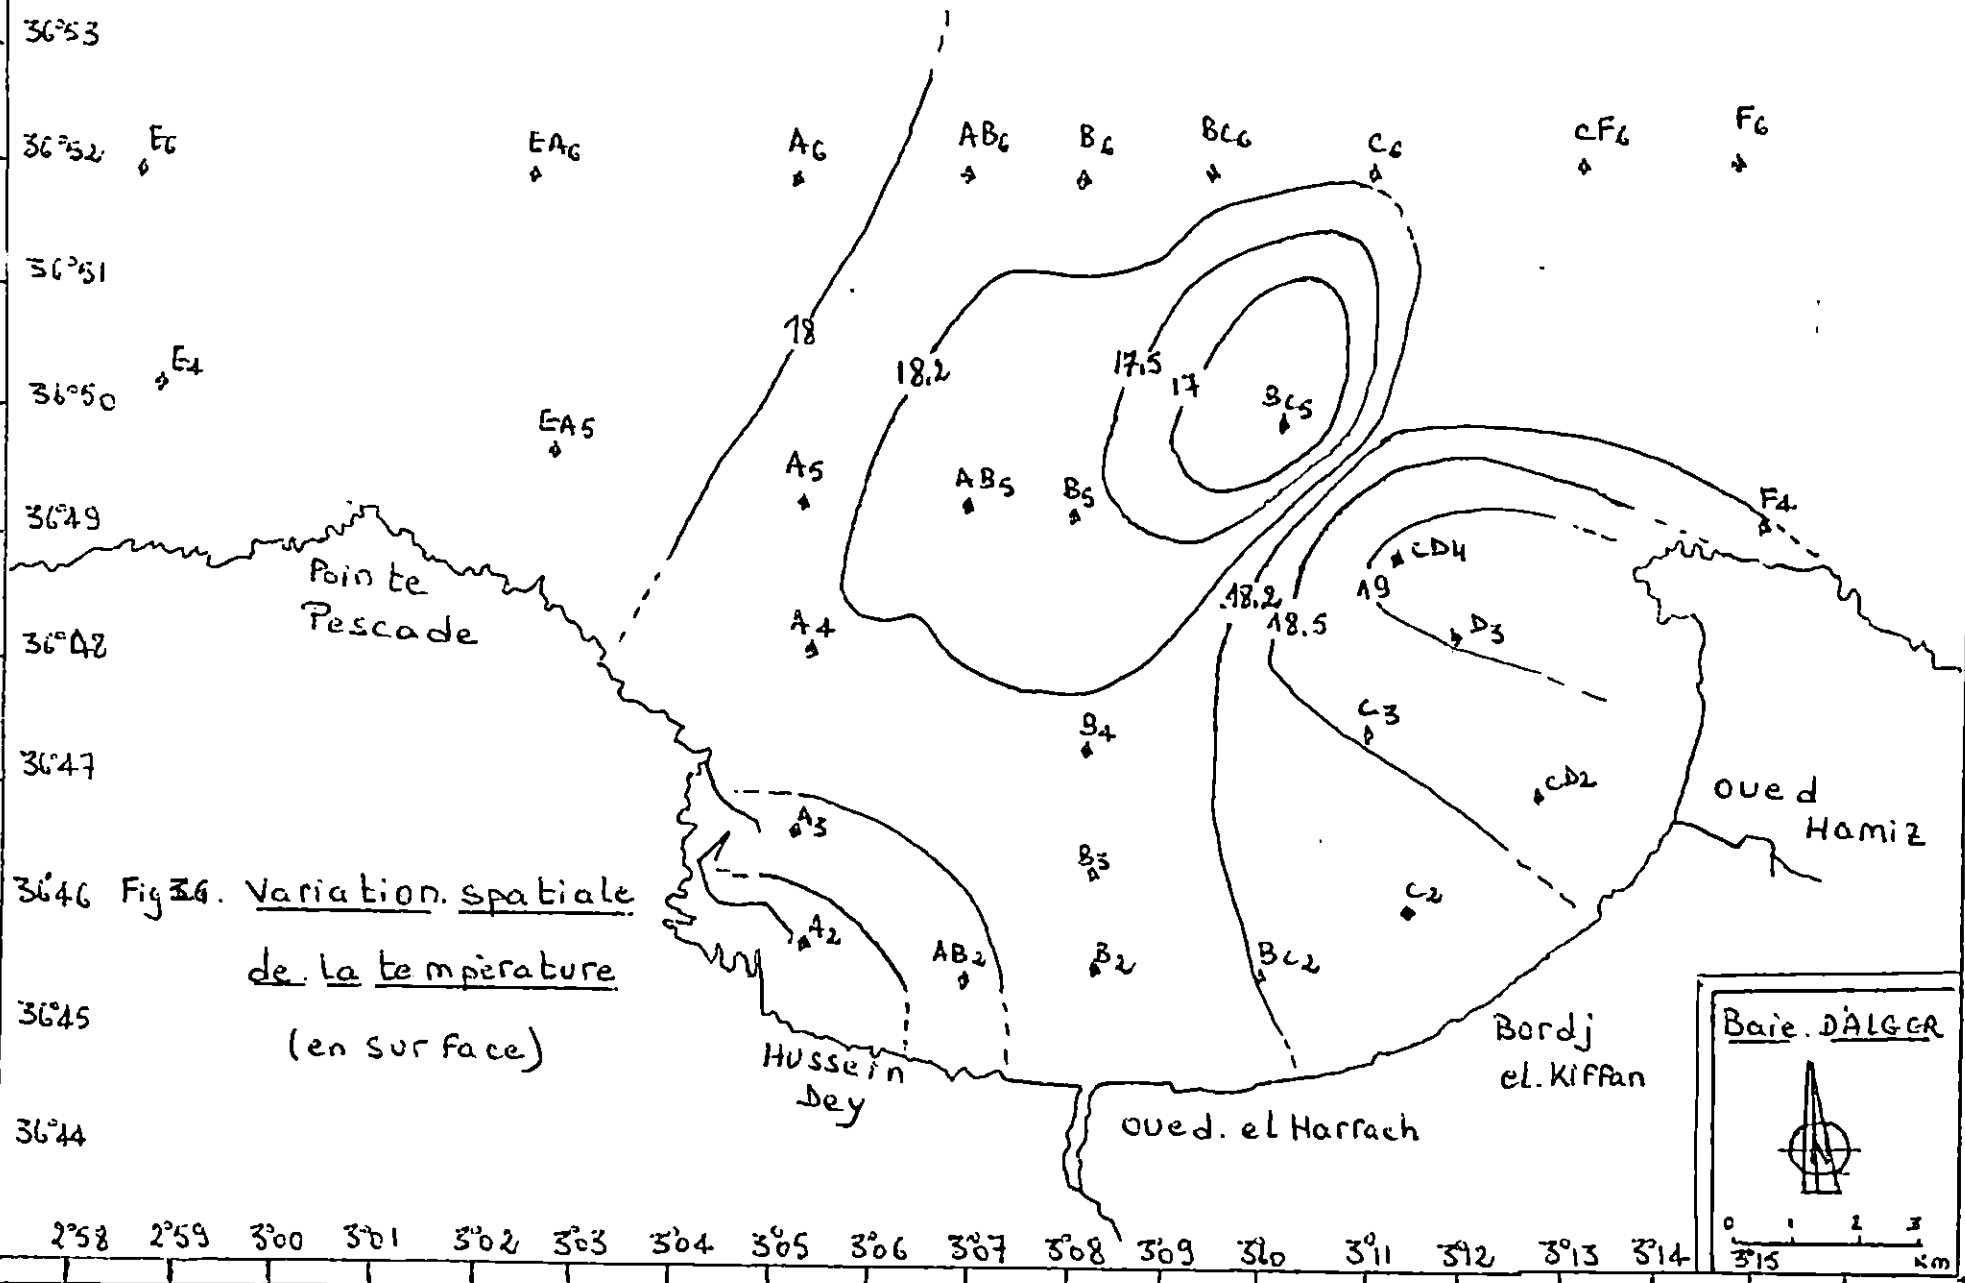 36°53
36°52
E6
EA6
A6
AB6
B6
BC6
C6
CF6
F6
36°51
18
18.2
17.5
17
E4
36°50
BC5
EA5
A5
AB5
B5
F4
36°49
CD4
Pointe
Pescade
19
18.2
18.5
D3
A4
36°48
C3
B4
36°47
CD2
oued
Hamiz
A3
B3
C2
36°46
Fig 36. Variation. spatiale
de. la température
(en surface)
A2
AB2
B2
BC2
36°45
Hussein
Dey
Bordj
el. Kiffan
Baie. D'ALGER
oued. el Harrach
36°44
0 1 2 3
km
2°58 2°59 3°00 3°01 3°02 3°03 3°04 3°05 3°06 3°07 3°08 3°09 3°10 3°11 3°12 3°13 3°14 3°15